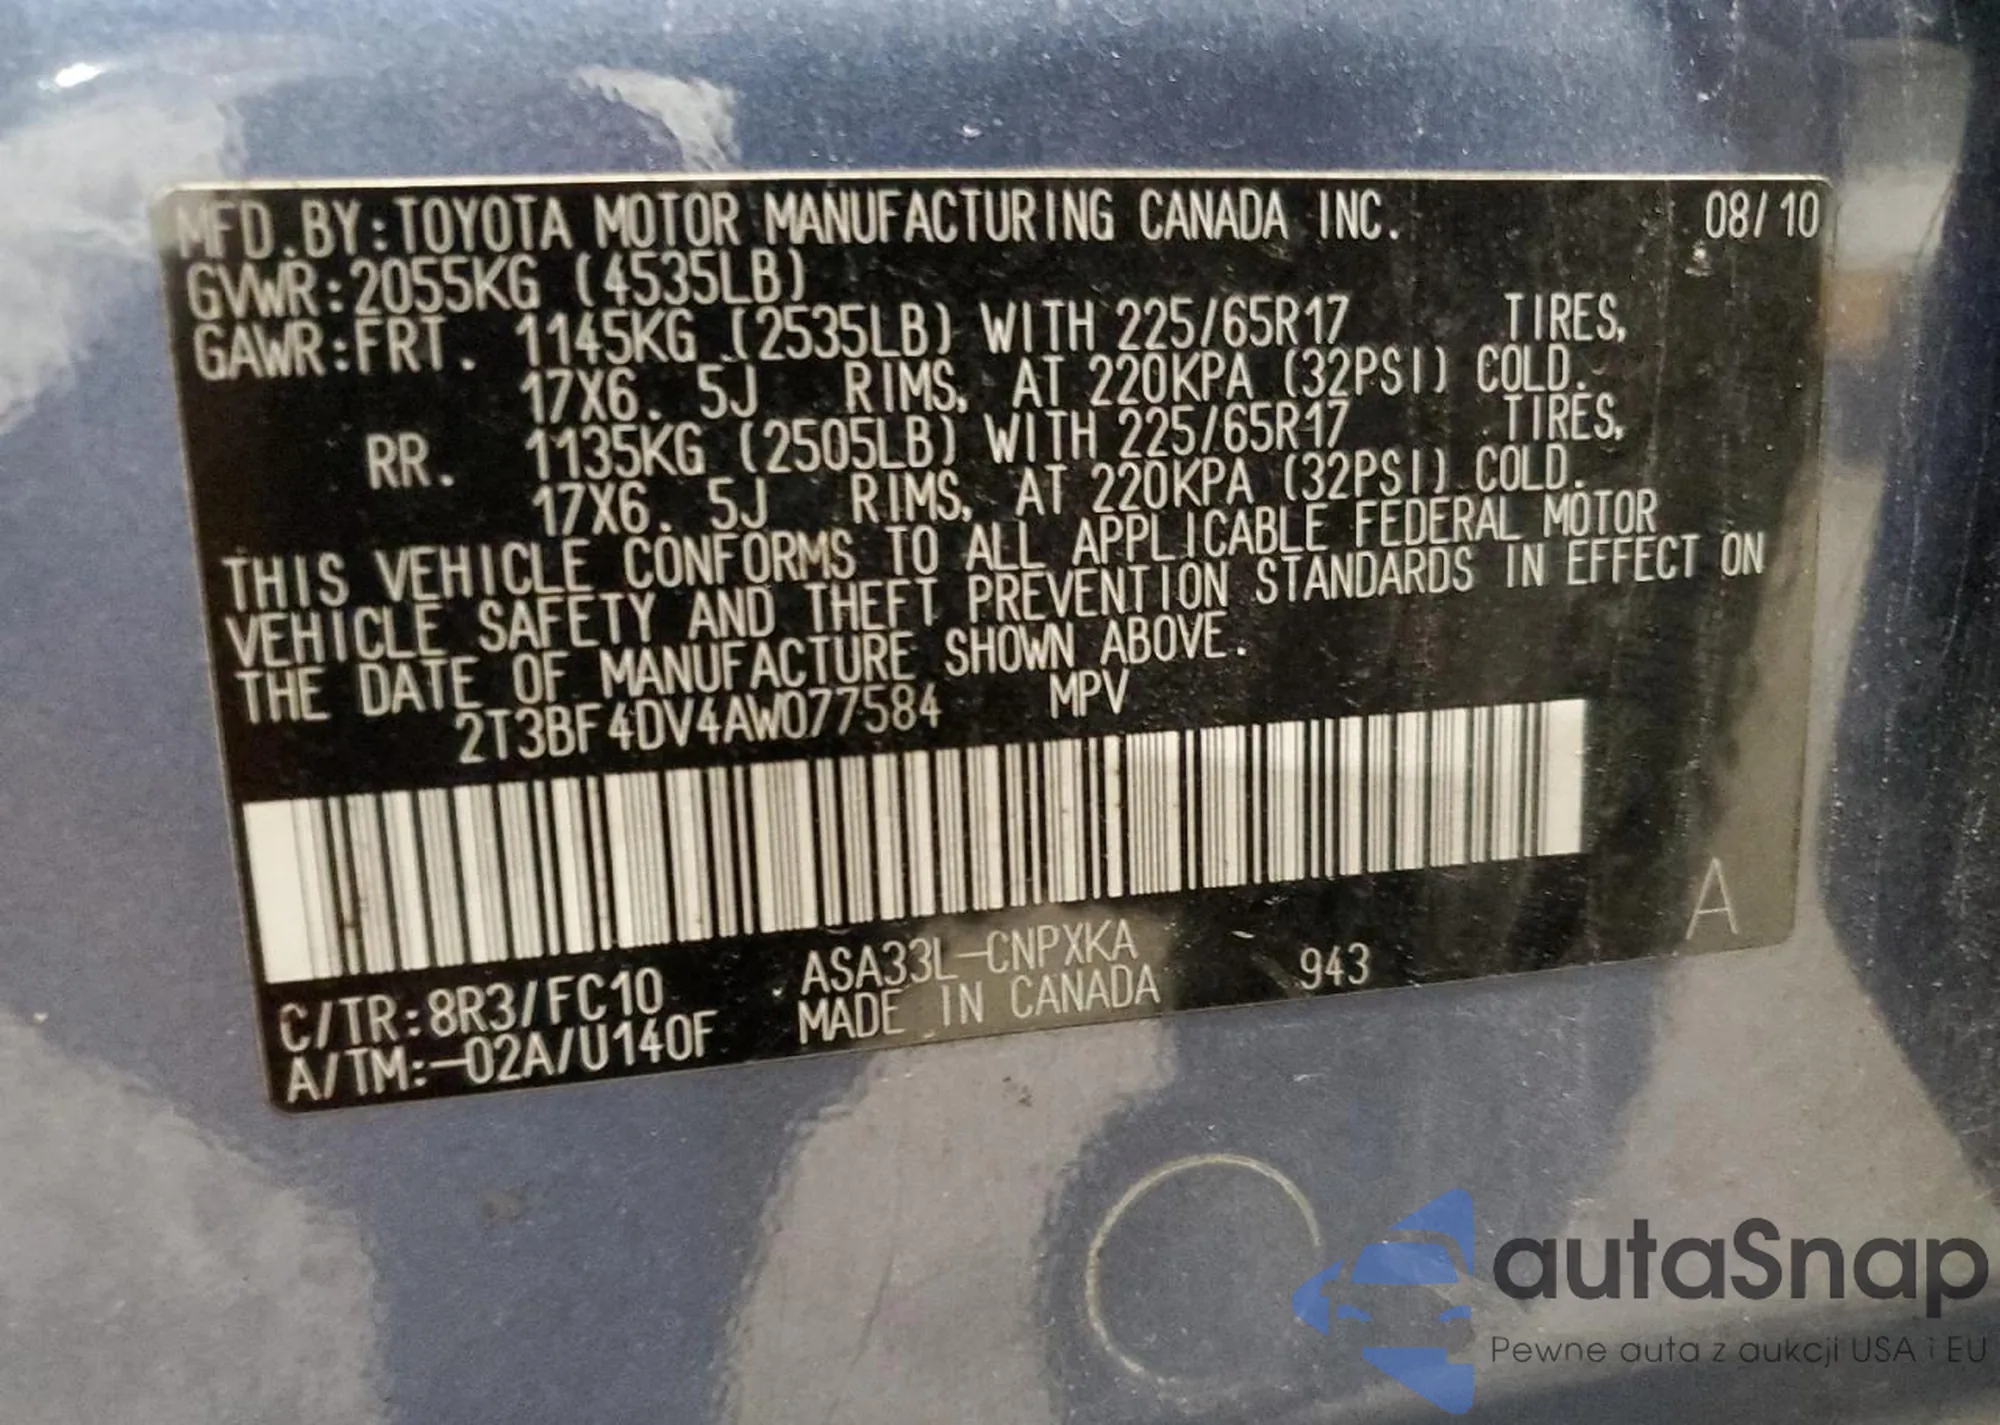 MFD.BY:TOYOTA MOTOR MANUFACTURING CANADA INC. 08/10
GVWR:2055KG (4535LB)
GAWR:FRT. 1145KG (2535LB) WITH 225/65R17 TIRES,
17X6.5J RIMS, AT 220KPA (32PSI) COLD.
RR. 1135KG (2505LB) WITH 225/65R17 TIRES,
17X6.5J RIMS, AT 220KPA (32PSI) COLD.
THIS VEHICLE CONFORMS TO ALL APPLICABLE FEDERAL MOTOR
VEHICLE SAFETY AND THEFT PREVENTION STANDARDS IN EFFECT ON
THE DATE OF MANUFACTURE SHOWN ABOVE.
2T3BF4DV4AW077584 MPV
A
C/TR:8R3/FC10 ASA33L-CNPXKA 943
A/TM:-02A/U140F MADE IN CANADA
autaSnap
Pewne auta z aukcji USA i EU